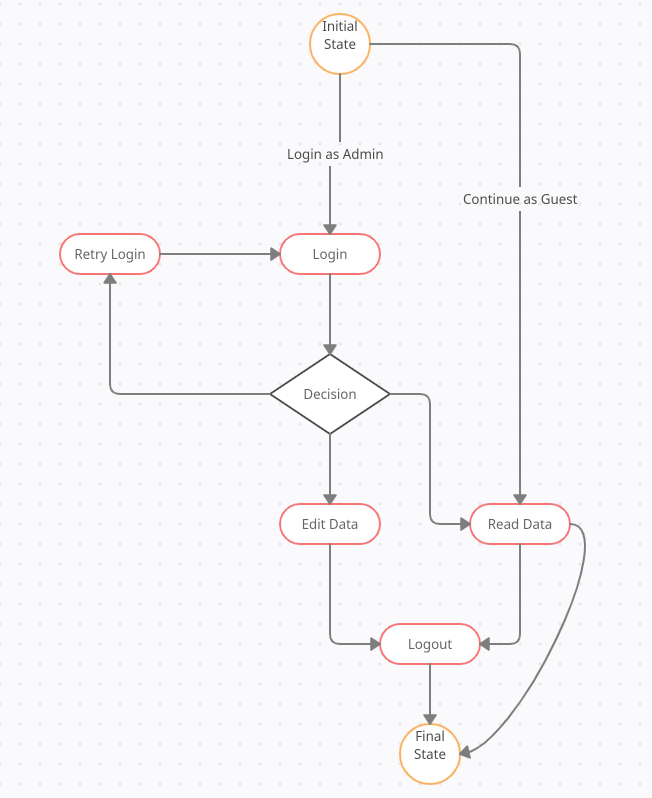 Initial
State
Login as Admin
Continue as Guest
Retry Login
Login
Decision
Edit Data
Read Data
Logout
Final
State